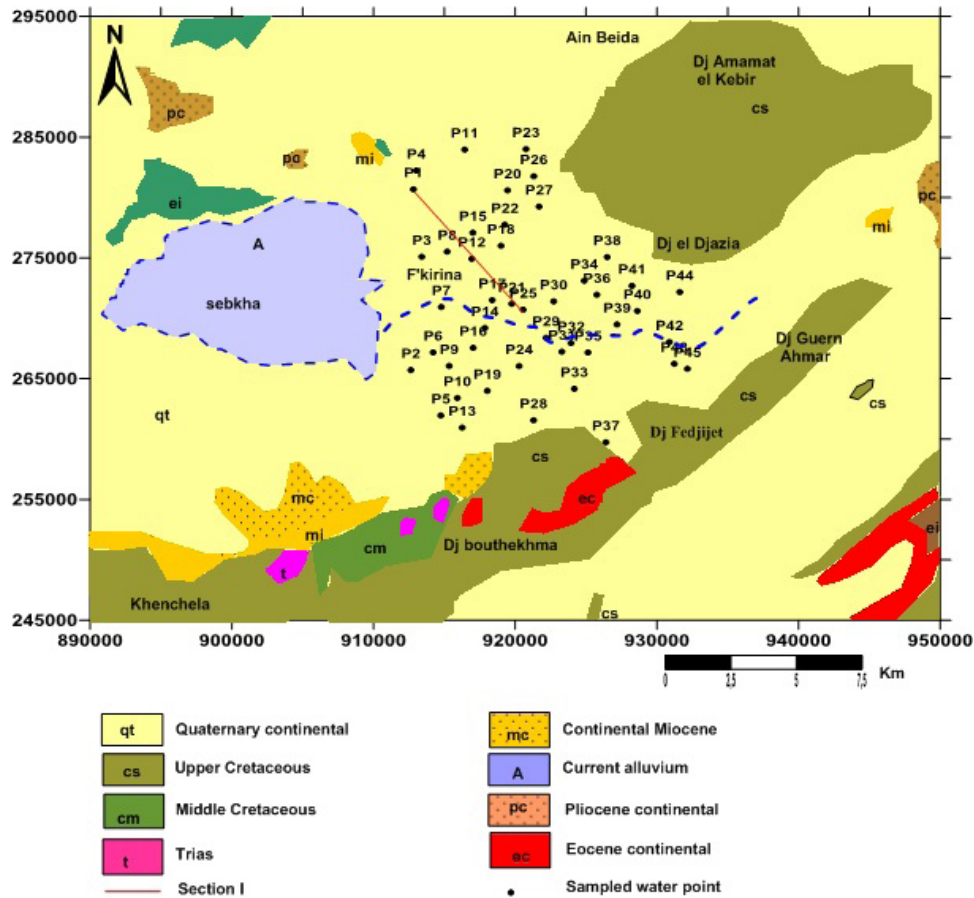 295000
N
Ain Beida
Dj Amamat
el Kebir
cs
pc
285000
P11
P23
P4
P1
mi
pc
P26
P20
P27
ei
P22
P15
P18
A
P3
P8
P12
P38
Dj el Djazia
mi
pc
275000
F'kirina
P34
P41
P44
sebkha
P7
P17
P21
P25
P30
P36
P40
P14
P39
P29
P32
P42
P6
P16
P35
P45
Dj Guern
Ahmar
P2
P9
P24
265000
P10
P19
P33
cs
cs
qt
P5
P13
P28
P37
Dj Fedjijet
cs
255000
mc
ec
mi
cm
Dj bouthekhma
ei
t
Khenchela
cs
245000
890000 900000 910000 920000 930000 940000 950000
0 2,5 5 7,5 Km
qt Quaternary continental
cs Upper Cretaceous
cm Middle Cretaceous
t Trias
Section I
mc Continental Miocene
A Current alluvium
pc Pliocene continental
ec Eocene continental
Sampled water point